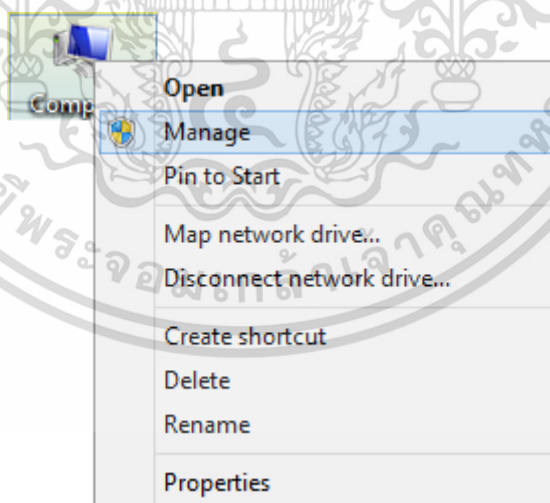 Comp
Open
Manage
Pin to Start
Map network drive...
Disconnect network drive...
Create shortcut
Delete
Rename
Properties